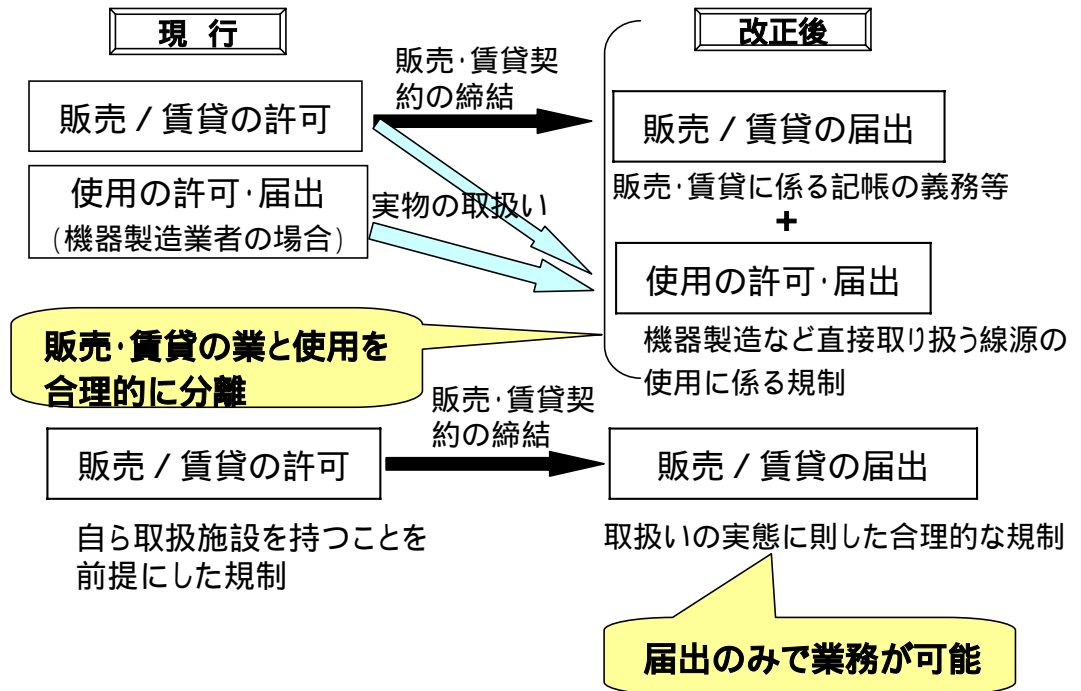 現 行
改正後
販売・賃貸契
約の締結
販売 / 賃貸の許可
販売 / 賃貸の届出
販売・賃貸に係る記帳の義務等
+
使用の許可・届出
(機器製造業者の場合)
実物の取扱い
使用の許可・届出
機器製造など直接取り扱う線源の
使用に係る規制
販売・賃貸の業と使用を
合理的に分離
販売・賃貸契
約の締結
販売 / 賃貸の許可
販売 / 賃貸の届出
自ら取扱施設を持つことを
前提にした規制
取扱いの実態に則した合理的な規制
届出のみで業務が可能